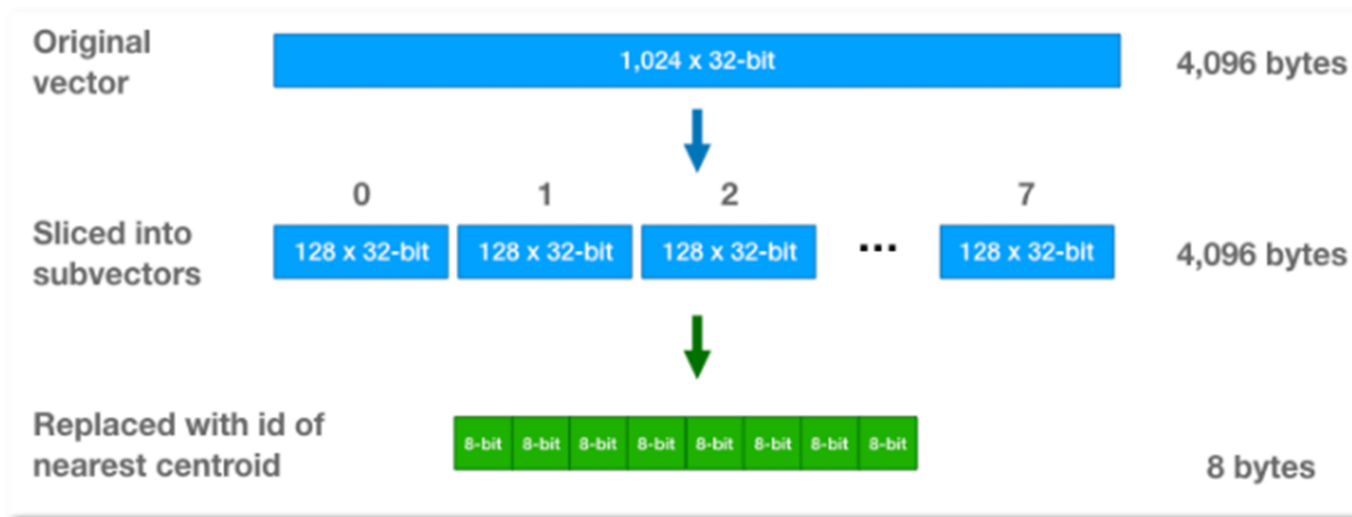 Original
vector
1,024 x 32-bit
4,096 bytes
0 1 2 7
Sliced into
subvectors
128 x 32-bit 128 x 32-bit 128 x 32-bit ... 128 x 32-bit
4,096 bytes
Replaced with id of
nearest centroid
8-bit 8-bit 8-bit 8-bit 8-bit 8-bit 8-bit 8-bit
8 bytes